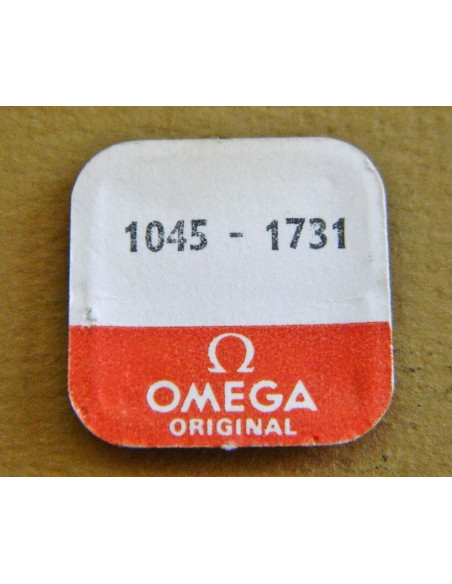 1045 - 1731
Ω
OMEGA
ORIGINAL